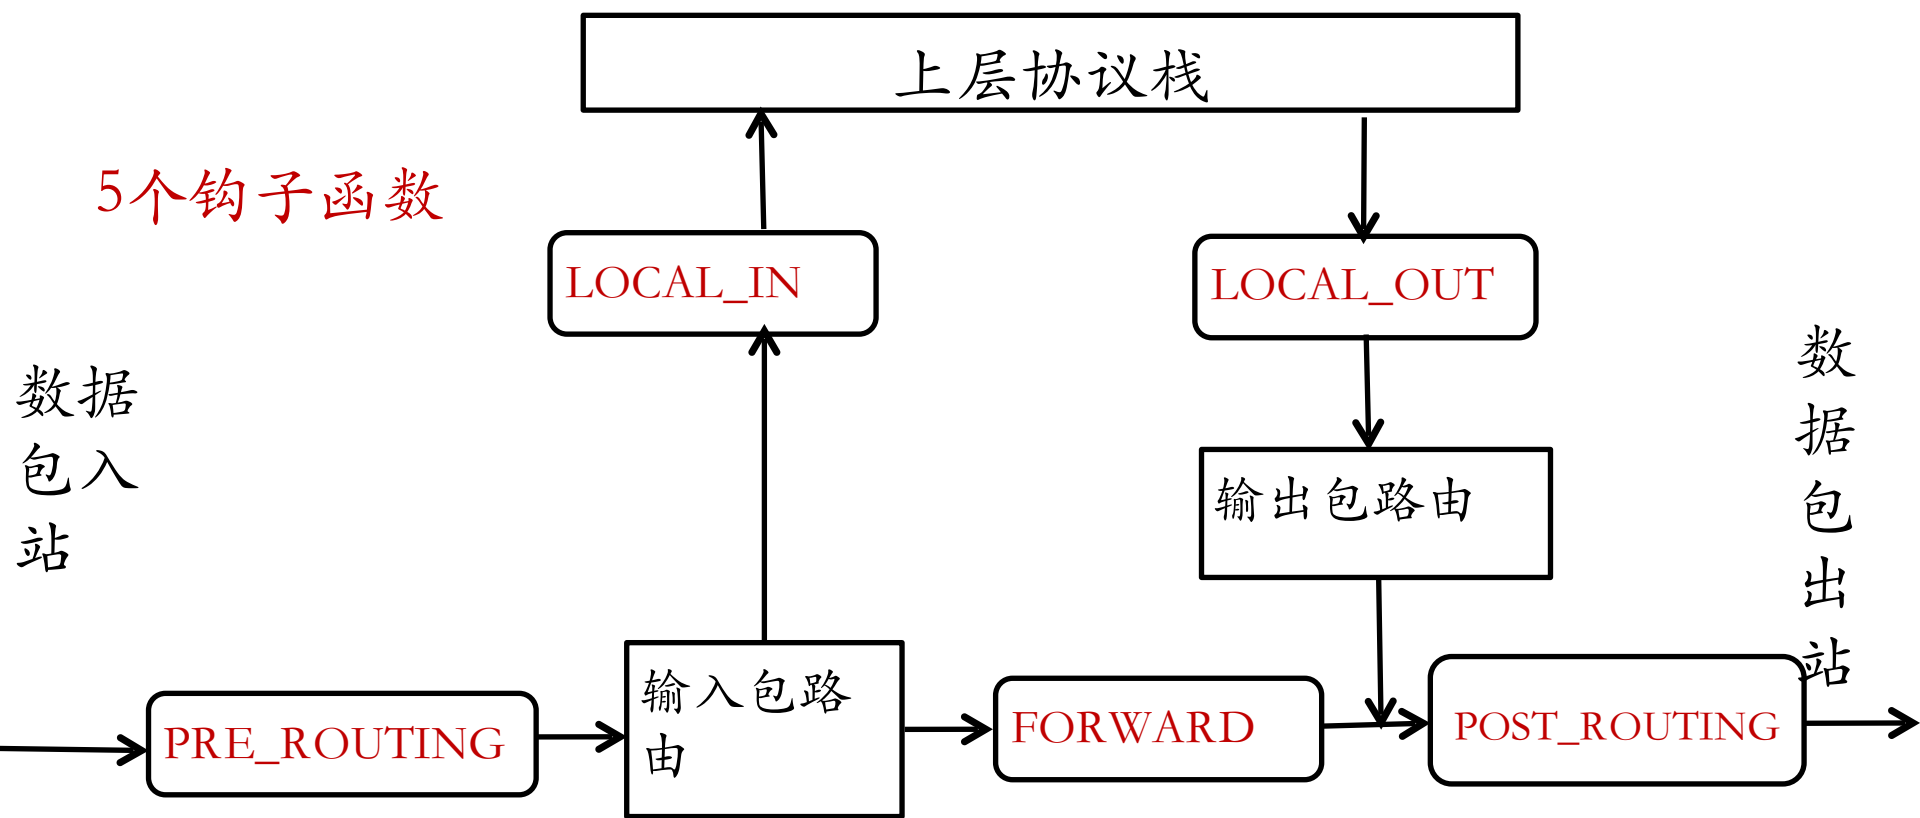 上层协议栈
5个钩子函数
LOCAL_IN
LOCAL_OUT
数据
包入
站
数
据
包
出
站
输出包路由
输入包路
由
PRE_ROUTING
FORWARD
POST_ROUTING